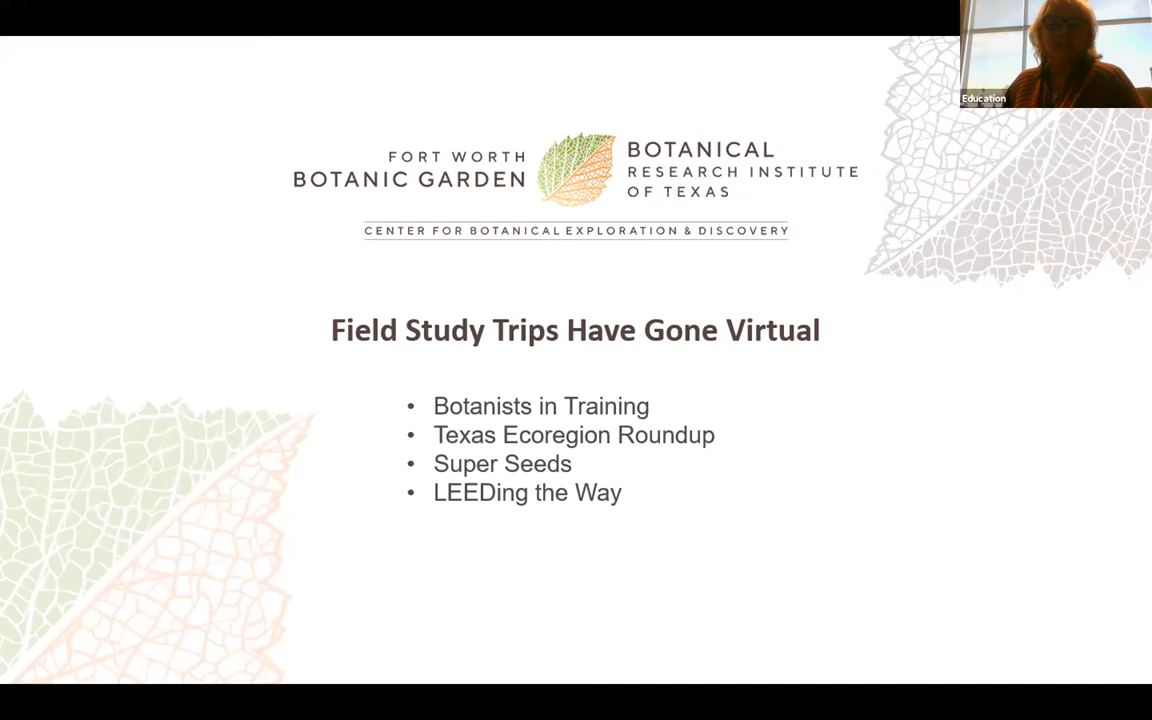 Education
FORT WORTH
BOTANIC GARDEN
BOTANICAL
RESEARCH INSTITUTE
OF TEXAS
CENTER FOR BOTANICAL EXPLORATION & DISCOVERY
Field Study Trips Have Gone Virtual
• Botanists in Training
• Texas Ecoregion Roundup
• Super Seeds
• LEEDing the Way